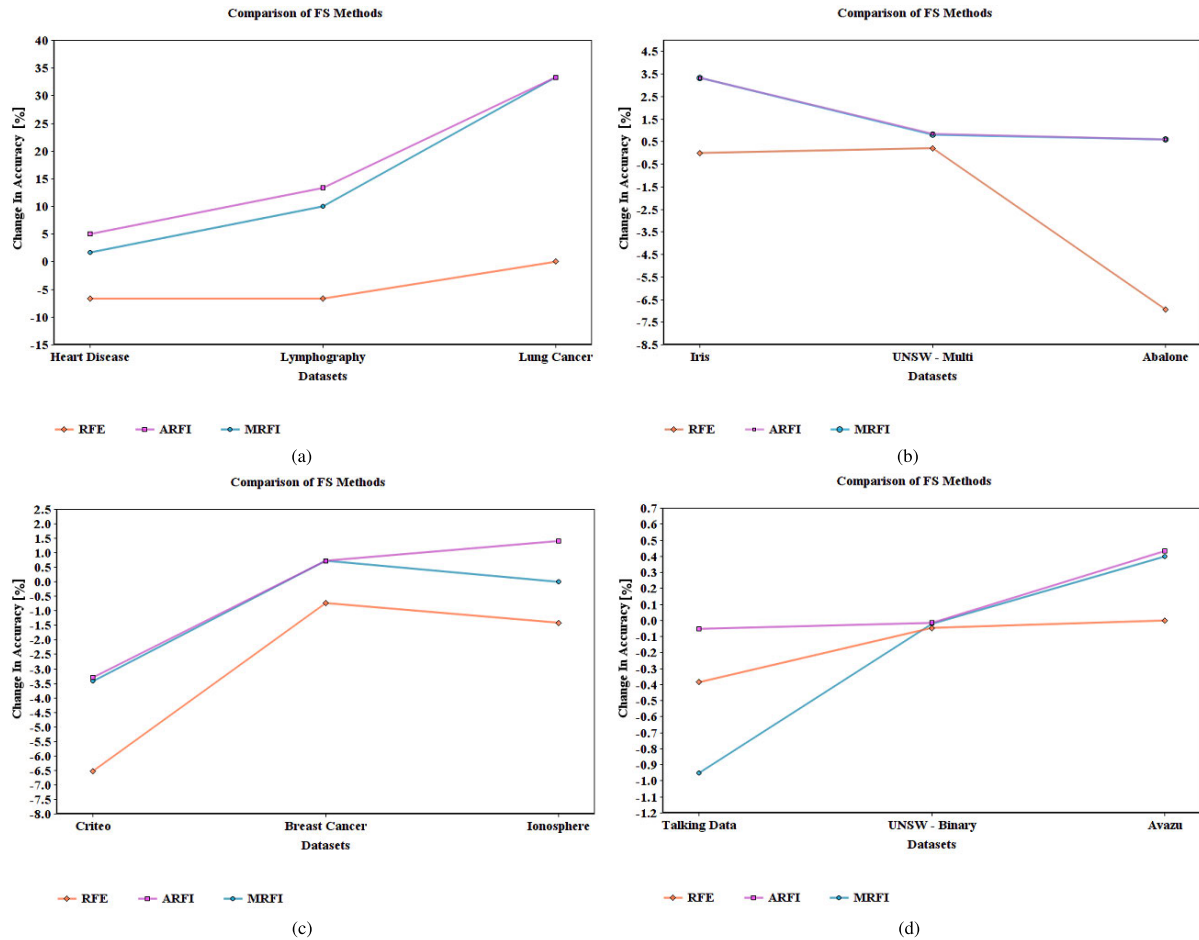 Comparison of FS Methods
Change In Accuracy [%]
40
35
30
25
20
15
10
5
0
-5
-10
-15
Heart Disease Lymphography Lung Cancer
Datasets
RFE ARFI MRFI
(a)
Comparison of FS Methods
Change In Accuracy [%]
4.5
3.5
2.5
1.5
0.5
-0.5
-1.5
-2.5
-3.5
-4.5
-5.5
-6.5
-7.5
-8.5
Iris UNSW - Multi Abalone
Datasets
RFE ARFI MRFI
(b)
Comparison of FS Methods
Change In Accuracy [%]
2.5
2.0
1.5
1.0
0.5
0.0
-0.5
-1.0
-1.5
-2.0
-2.5
-3.0
-3.5
-4.0
-4.5
-5.0
-5.5
-6.0
-6.5
-7.0
-7.5
-8.0
Criteo Breast Cancer Ionosphere
Datasets
RFE ARFI MRFI
(c)
Comparison of FS Methods
Change In Accuracy [%]
0.7
0.6
0.5
0.4
0.3
0.2
0.1
0.0
-0.1
-0.2
-0.3
-0.4
-0.5
-0.6
-0.7
-0.8
-0.9
-1.0
-1.1
-1.2
Talking Data UNSW - Binary Avazu
Datasets
RFE ARFI MRFI
(d)